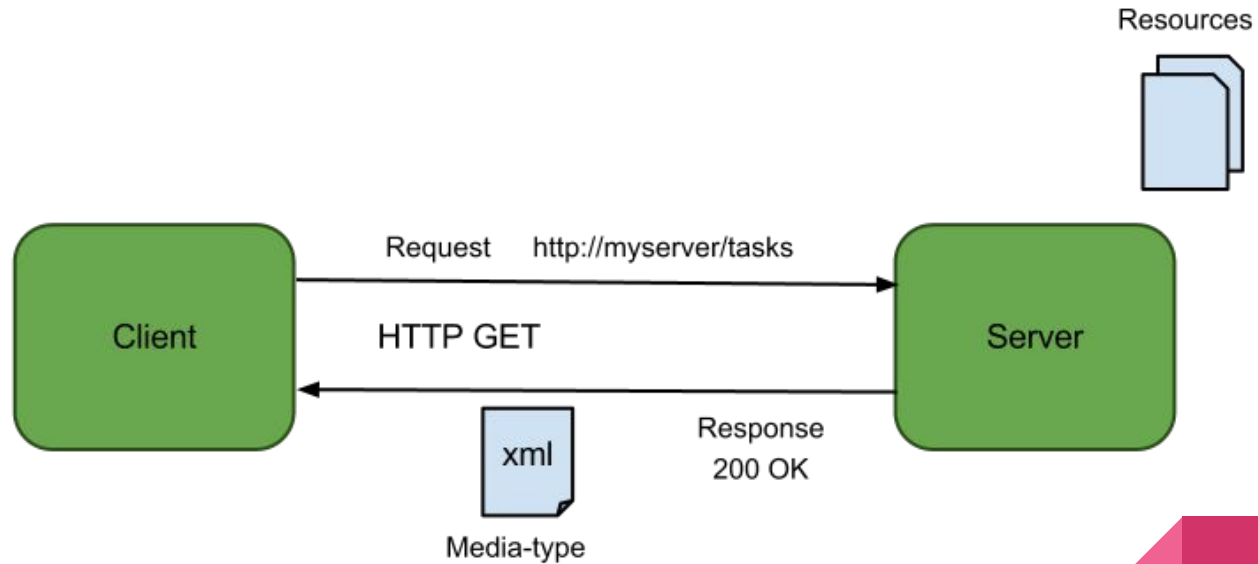 Resources
Request http://myserver/tasks
Client
HTTP GET
Server
xml
Response
200 OK
Media-type